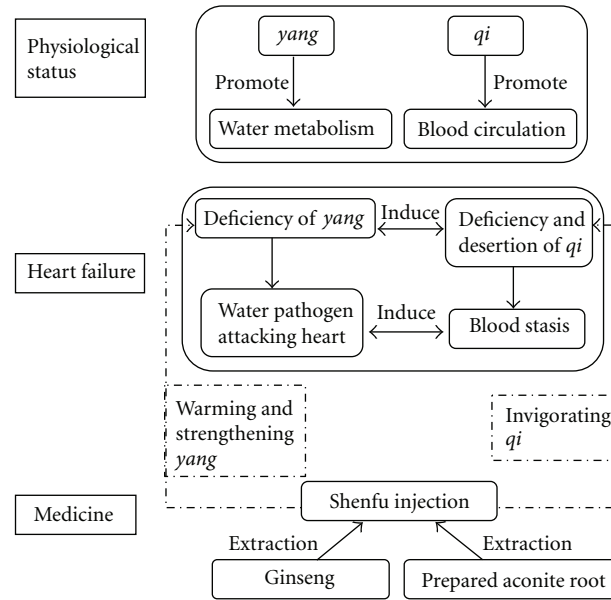 Physiological
status
yang
qi
Promote
Promote
Water metabolism
Blood circulation
Heart failure
Deficiency of yang
Induce
Deficiency and
desertion of qi
Water pathogen
attacking heart
Induce
Blood stasis
Warming and
strengthening
yang
Invigorating
qi
Medicine
Shenfu injection
Extraction
Extraction
Ginseng
Prepared aconite root